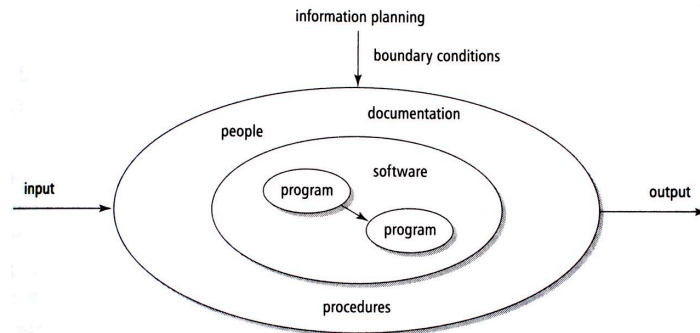 information planning
boundary conditions
documentation
people
software
input
program
output
program
procedures